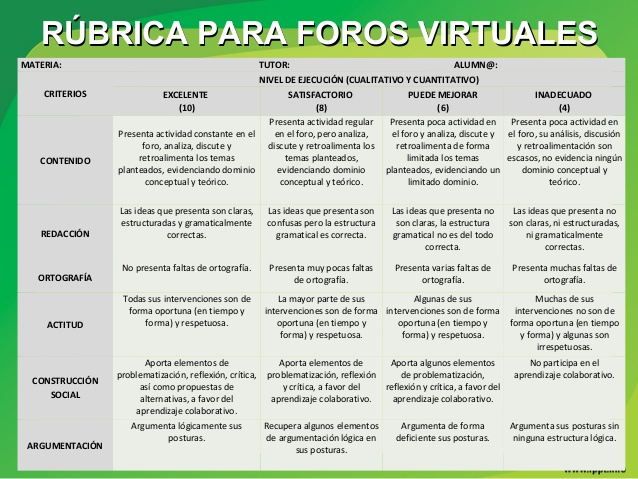 RÚBRICA PARA FOROS VIRTUALES
MATERIA: TUTOR: ALUMN@:
CRITERIOS
NIVEL DE EJECUCIÓN (CUALITATIVO Y CUANTITATIVO)
EXCELENTE
(10)
SATISFACTORIO
(8)
PUEDE MEJORAR
(6)
INADECUADO
(4)
CONTENIDO
Presenta actividad constante en el
foro, analiza, discute y
retroalimenta los temas
planteados, evidenciando dominio
conceptual y teórico.
Presenta actividad regular
en el foro, pero analiza,
discute y retroalimenta los
temas planteados,
evidenciando dominio
conceptual y teórico.
Presenta poca actividad en
el foro y analiza, discute y
retroalimenta de forma
limitada los temas
planteados, evidenciando un
limitado dominio.
Presenta poca actividad en
el foro, su análisis, discusión
y retroalimentación son
escasos, no evidencia ningún
dominio conceptual y
teórico.
REDACCIÓN
Las ideas que presenta son claras,
estructuradas y gramaticalmente
correctas.
Las ideas que presenta son
confusas pero la estructura
gramatical es correcta.
Las ideas que presenta no
son claras, la estructura
gramatical no es del todo
correcta.
Las ideas que presenta no
son claras, ni estructuradas,
ni gramaticalmente
correctas.
ORTOGRAFÍA
No presenta faltas de ortografía.
Presenta muy pocas faltas
de ortografía.
Presenta varias faltas de
ortografía.
Presenta muchas faltas de
ortografía.
ACTITUD
Todas sus intervenciones son de
forma oportuna (en tiempo y
forma) y respetuosa.
La mayor parte de sus
intervenciones son de forma
oportuna (en tiempo y
forma) y respetuosa.
Algunas de sus
intervenciones son de forma
oportuna (en tiempo y
forma) y respetuosa.
Muchas de sus
intervenciones no son de
forma oportuna (en tiempo
y forma) y algunas son
irrespetuosas.
CONSTRUCCIÓN
SOCIAL
Aporta elementos de
problematización, reflexión, crítica,
así como propuestas de
alternativas, a favor del
aprendizaje colaborativo.
Aporta elementos de
problematización, reflexión
y crítica, a favor del
aprendizaje colaborativo.
Aporta algunos elementos
de problematización,
reflexión y crítica, a favor del
aprendizaje colaborativo.
No participa en el
aprendizaje colaborativo.
ARGUMENTACIÓN
Argumenta lógicamente sus
posturas.
Recupera algunos elementos
de argumentación lógica en
sus posturas.
Argumenta de forma
deficiente sus posturas.
Argumenta sus posturas sin
ninguna estructura lógica.